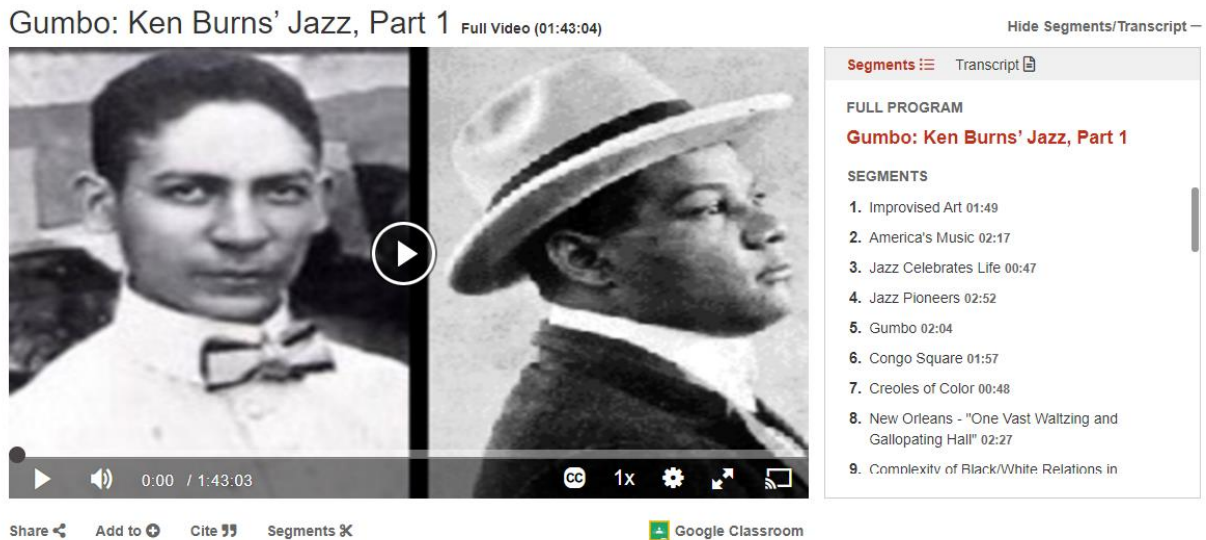 Gumbo: Ken Burns' Jazz, Part 1 Full Video (01:43:04)
Hide Segments/Transcript —
Segments Transcript
FULL PROGRAM
Gumbo: Ken Burns' Jazz, Part 1
SEGMENTS
1. Improvised Art 01:49
2. America's Music 02:17
3. Jazz Celebrates Life 00:47
4. Jazz Pioneers 02:52
5. Gumbo 02:04
6. Congo Square 01:57
7. Creoles of Color 00:48
8. New Orleans - "One Vast Waltzing and
Gallopating Hall" 02:27
9. Complexity of Black/White Relations in
0:00 / 1:43:03
CC 1x
Share Add to Cite Segments Google Classroom